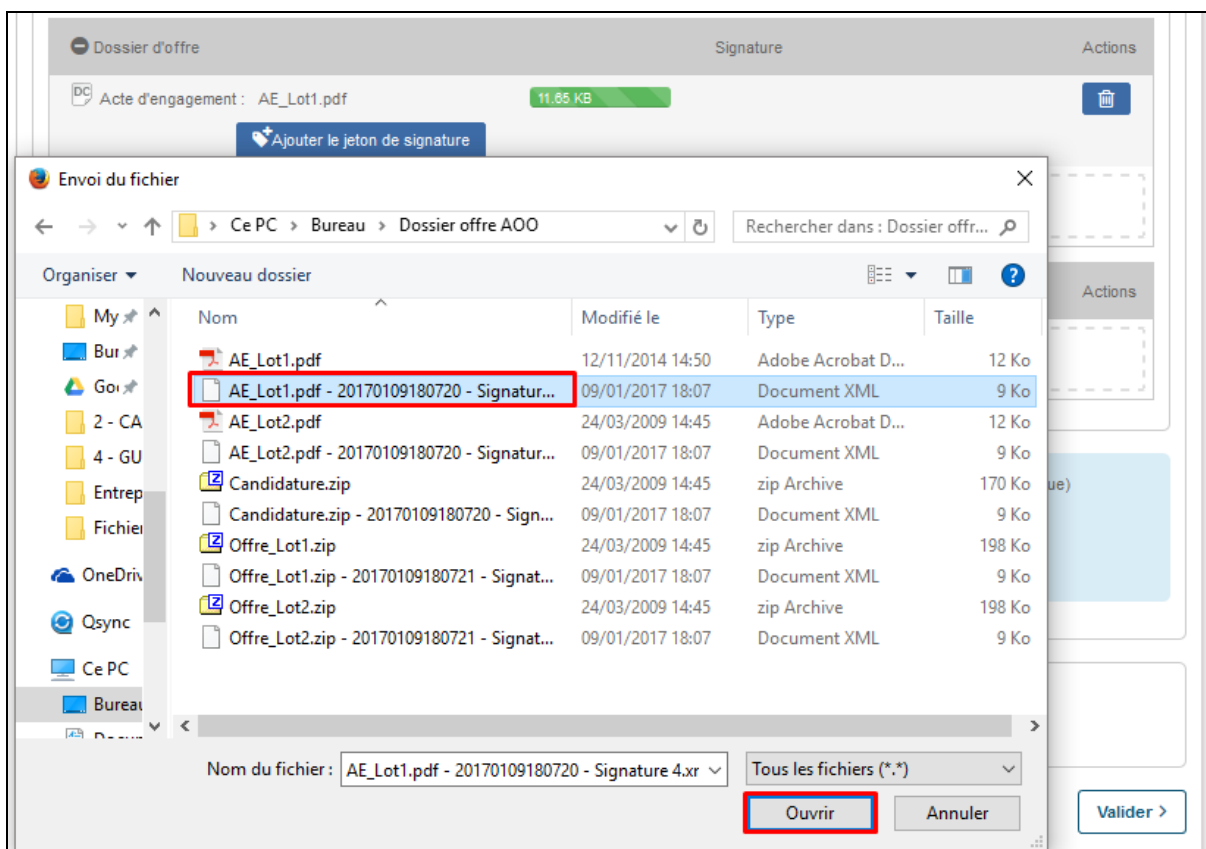 Dossier d'offre Signature Actions
DC Acte d'engagement : AE_Lot1.pdf 11.65 KB
Ajouter le jeton de signature
Envoi du fichier
Ce PC > Bureau > Dossier offre AOO Rechercher dans : Dossier offr...
Organiser Nouveau dossier ?
Actions
My Nom Modifié le Type Taille
Bur AE_Lot1.pdf 12/11/2014 14:50 Adobe Acrobat D... 12 Ko
Goo AE_Lot1.pdf - 20170109180720 - Signatur... 09/01/2017 18:07 Document XML 9 Ko
2 - CA AE_Lot2.pdf 24/03/2009 14:45 Adobe Acrobat D... 12 Ko
4 - GU AE_Lot2.pdf - 20170109180720 - Signatur... 09/01/2017 18:07 Document XML 9 Ko
Entrep Candidature.zip 24/03/2009 14:45 zip Archive 170 Ko ue)
Fichier Candidature.zip - 20170109180720 - Sign... 09/01/2017 18:07 Document XML 9 Ko
Offre_Lot1.zip 24/03/2009 14:45 zip Archive 198 Ko
OneDriv Offre_Lot1.zip - 20170109180721 - Signat... 09/01/2017 18:07 Document XML 9 Ko
Offre_Lot2.zip 24/03/2009 14:45 zip Archive 198 Ko
Qsync Offre_Lot2.zip - 20170109180721 - Signat... 09/01/2017 18:07 Document XML 9 Ko
Ce PC
Bureau
Nom du fichier : AE_Lot1.pdf - 20170109180720 - Signature 4.xr Tous les fichiers (*.*)
Ouvrir Annuler Valider >